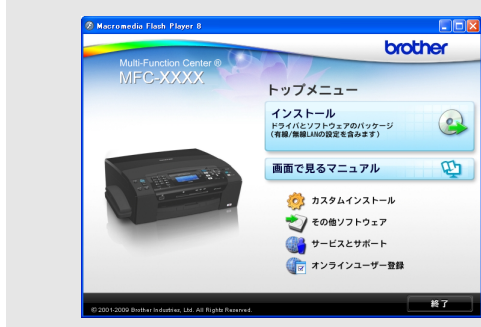 Macromedia Flash Player 8
brother
Multi-Function Center ®
MFC-XXXX
トップメニュー
インストール
ドライバとソフトウェアのパッケージ
(有線/無線LANの設定を含みます)
画面で見るマニュアル
カスタムインストール
その他ソフトウェア
サービスとサポート
オンラインユーザー登録
© 2001-2009 Brother Industries, Ltd. All Rights Reserved.
終了